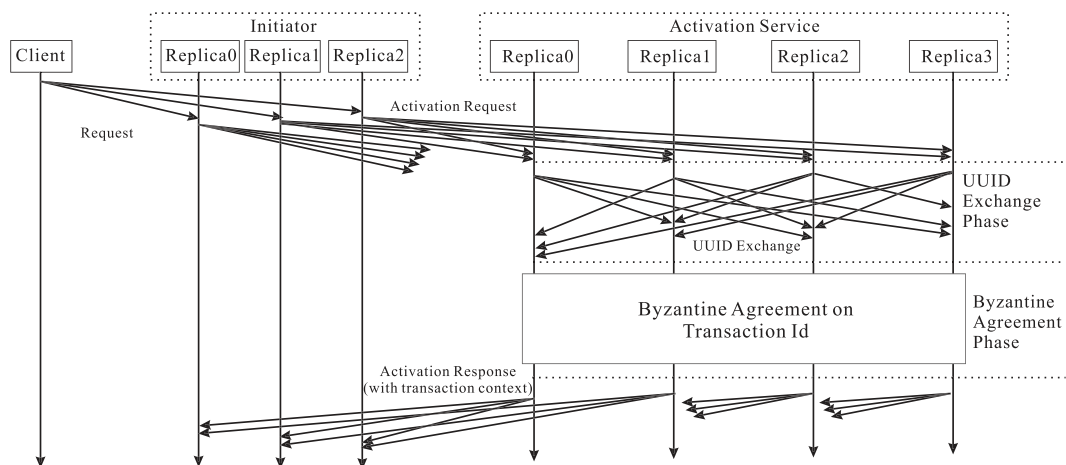 Initiator
Activation Service
Client
Replica0
Replica1
Replica2
Replica0
Replica1
Replica2
Replica3
Activation Request
Request
UUID
Exchange
Phase
UUID Exchange
Byzantine Agreement on
Transaction Id
Byzantine
Agreement
Phase
Activation Response
(with transaction context)